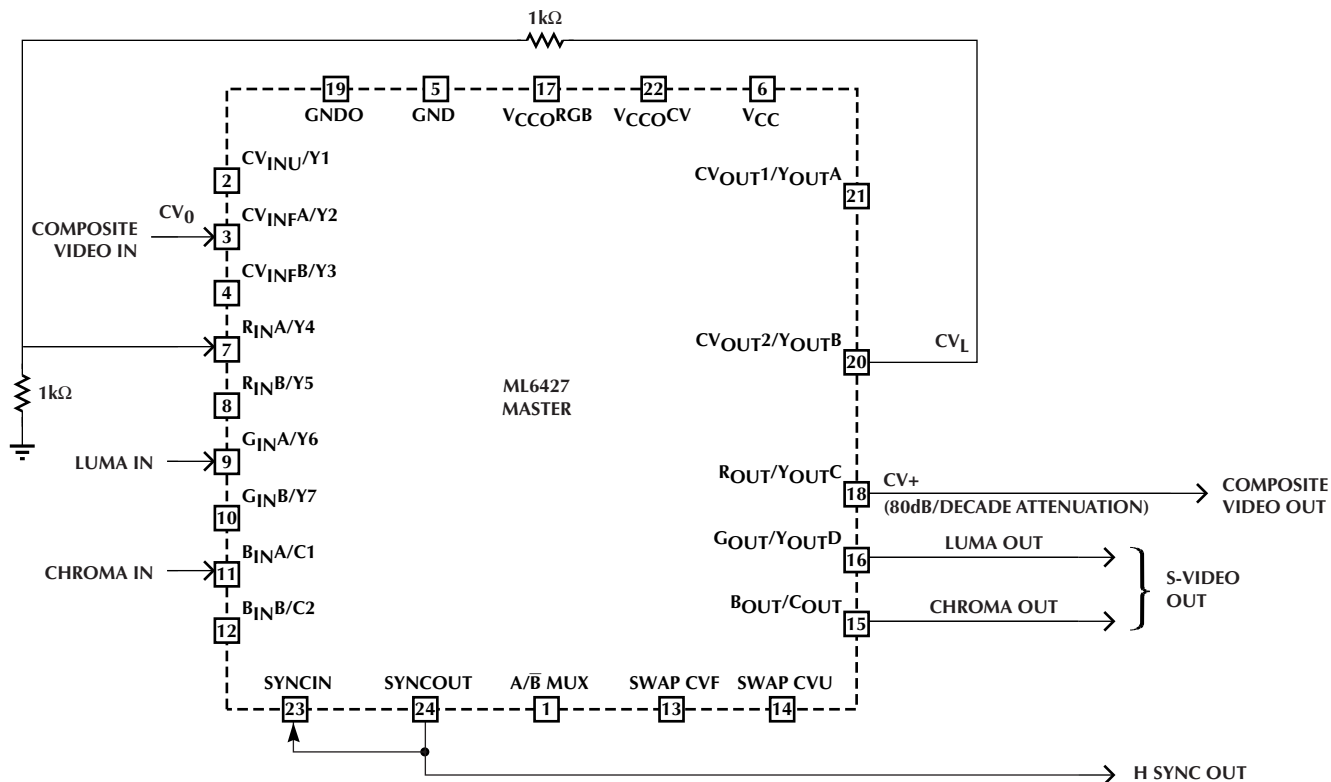 1kΩ
19 5 17 22 6
GNDO GND VCCORGB VCCOCV VCC
CVINU/Y1
2
CVOUT1/YOUTA
21
COMPOSITE
VIDEO IN
CV0
3
CVINFA/Y2
CVINFB/Y3
4
RINA/Y4
7
CVOUT2/YOUTB
20
CVL
1kΩ
RINB/Y5
8
ML6427
MASTER
LUMA IN
GINA/Y6
9
GINB/Y7
10
ROUT/YOUTC
18
CV+
(80dB/DECADE ATTENUATION)
COMPOSITE
VIDEO OUT
GOUT/YOUTD
16
LUMA OUT
S-VIDEO
OUT
CHROMA IN
BINA/C1
11
BOUT/COUT
15
CHROMA OUT
BINB/C2
12
SYNCIN SYNCOUT A/B̅ MUX SWAP CVF SWAP CVU
23 24 1 13 14
H SYNC OUT